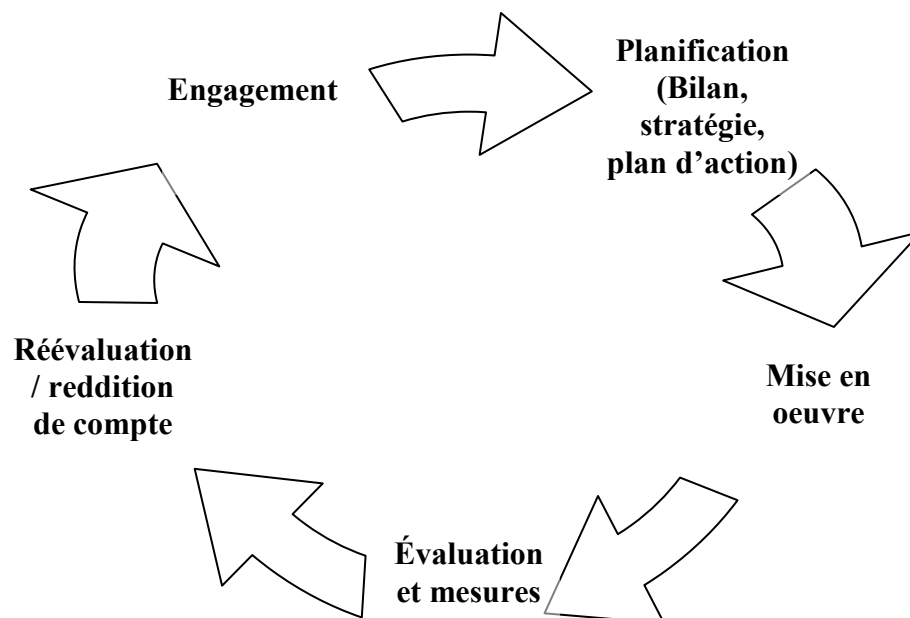 Engagement
Planification
(Bilan,
stratégie,
plan d’action)
Mise en
oeuvre
Évaluation
et mesures
Réévaluation
/ reddition
de compte